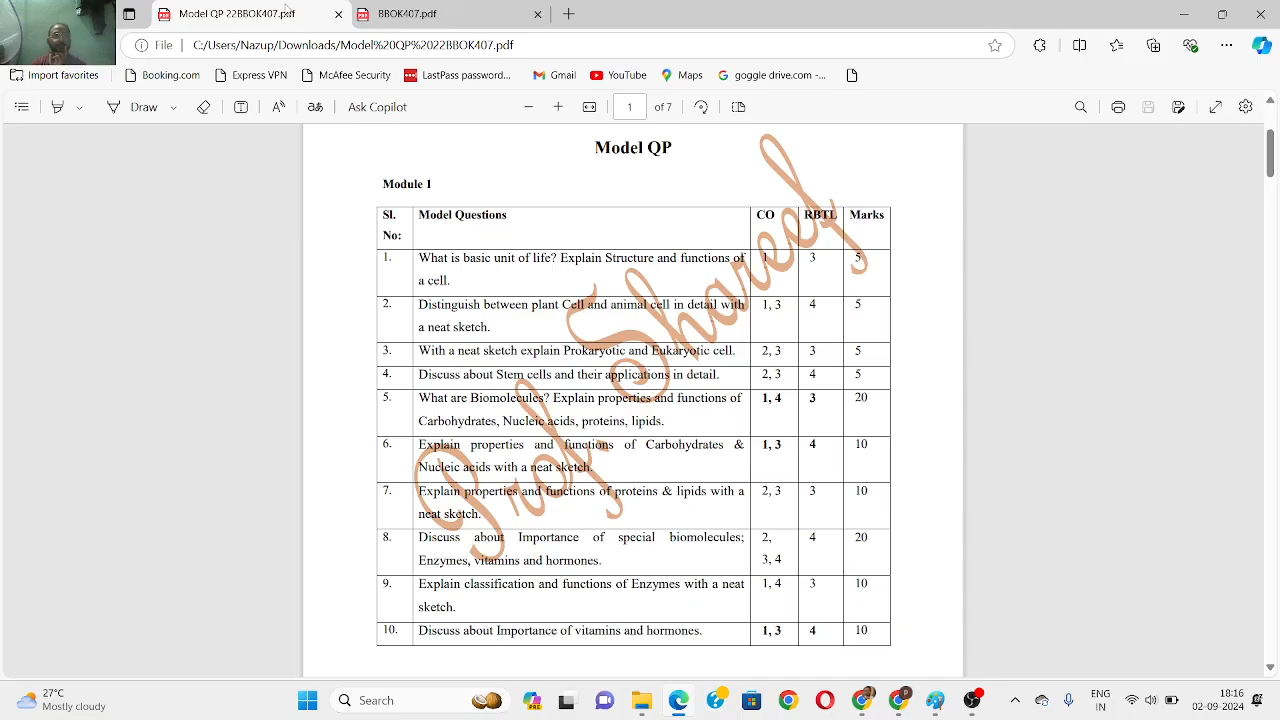 Model QP 22BBOK407.pdf
BBOK407.pdf
File
C:/Users/Nazup/Downloads/Model%20QP%2022BBOK407.pdf
Import favorites
Booking.com
Express VPN
McAfee Security
LastPass password...
Gmail
YouTube
Maps
goggle drive.com -...
Draw
Ask Copilot
1 of 7
Model QP
Module 1
Sl. No: Model Questions CO RBTL Marks
1. What is basic unit of life? Explain Structure and functions of 1 3 5
a cell.
2. Distinguish between plant Cell and animal cell in detail with 1, 3 4 5
a neat sketch.
3. With a neat sketch explain Prokaryotic and Eukaryotic cell. 2, 3 3 5
4. Discuss about Stem cells and their applications in detail. 2, 3 4 5
5. What are Biomolecules? Explain properties and functions of 1, 4 3 20
Carbohydrates, Nucleic acids, proteins, lipids.
6. Explain properties and functions of Carbohydrates & 1, 3 4 10
Nucleic acids with a neat sketch.
7. Explain properties and functions of proteins & lipids with a 2, 3 3 10
neat sketch.
8. Discuss about Importance of special biomolecules; 2, 4 20
Enzymes, vitamins and hormones. 3, 4
9. Explain classification and functions of Enzymes with a neat 1, 4 3 10
sketch.
10. Discuss about Importance of vitamins and hormones. 1, 3 4 10
Prof. Shareef
27°C
Mostly cloudy
Search
ENG
IN
18:16
02-09-2024